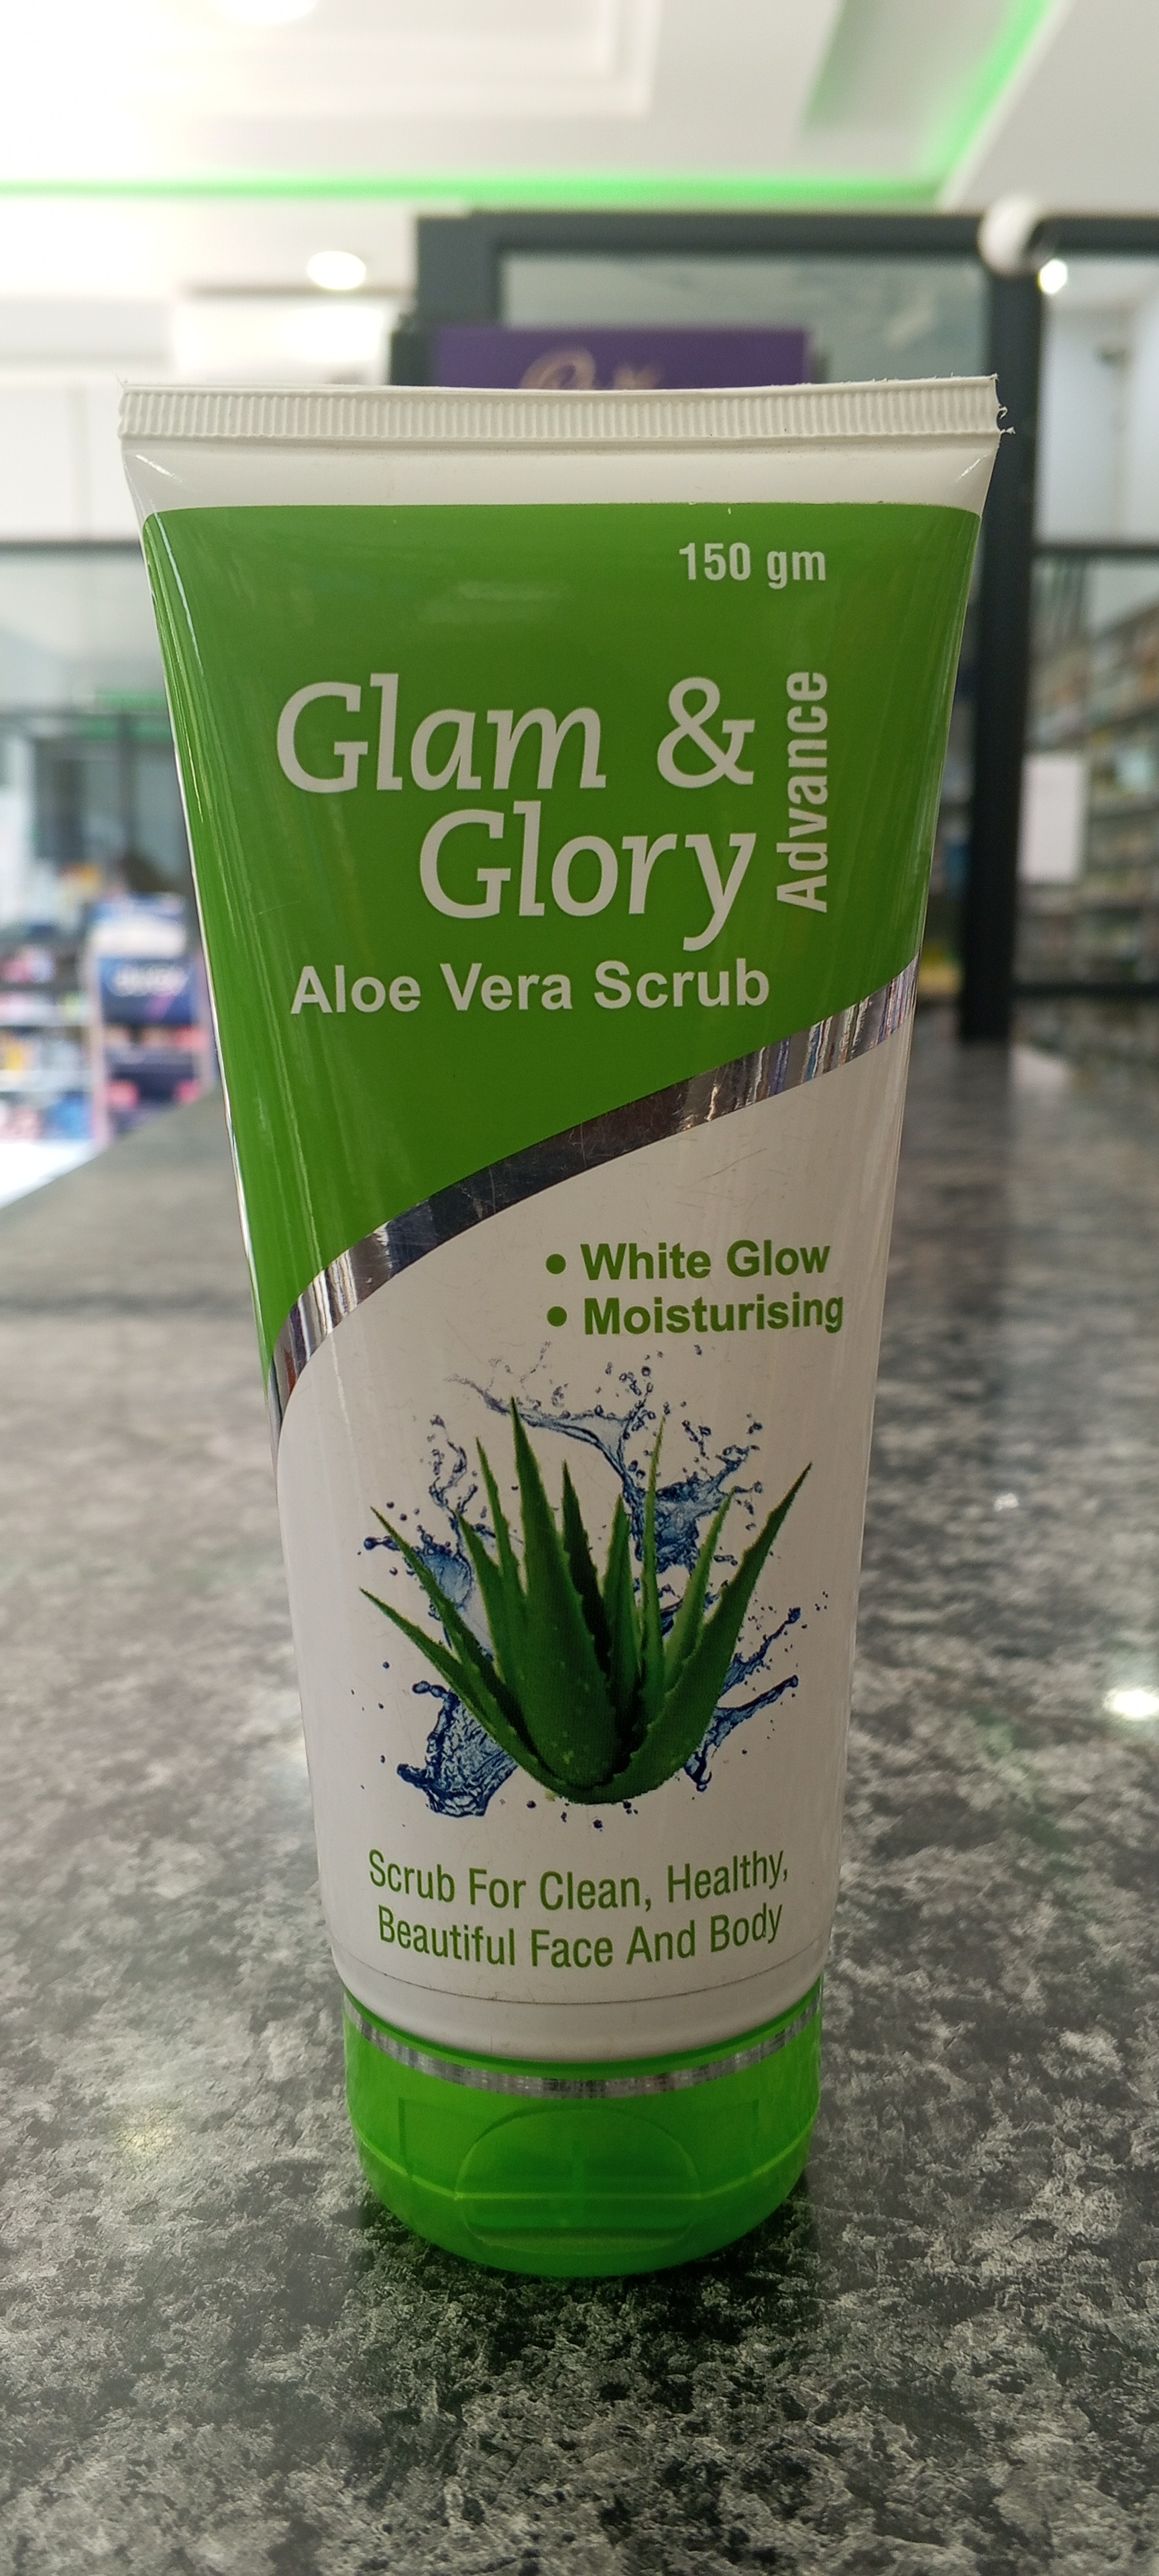 150 gm
Glam &
Glory
Advance
Aloe Vera Scrub
• White Glow
• Moisturising
Scrub For Clean, Healthy,
Beautiful Face And Body